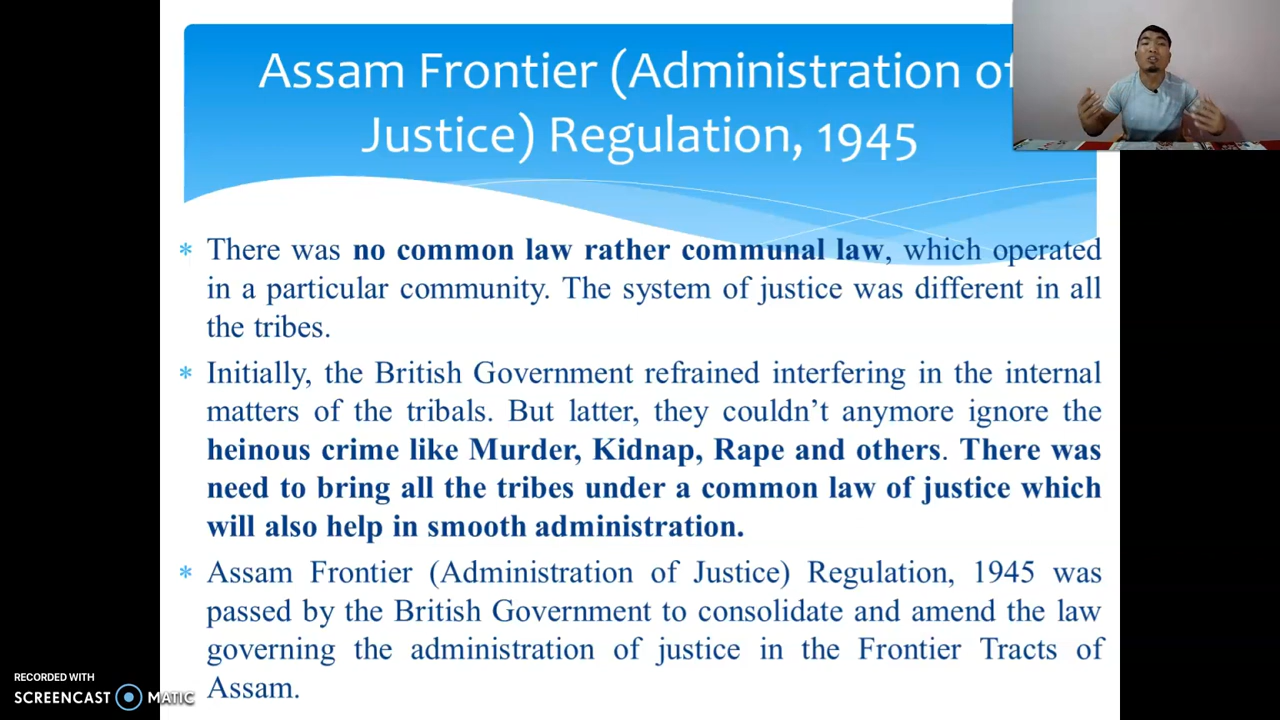 Assam Frontier (Administration of
Justice) Regulation, 1945
* There was no common law rather communal law, which operated
in a particular community. The system of justice was different in all
the tribes.
* Initially, the British Government refrained interfering in the internal
matters of the tribals. But latter, they couldn’t anymore ignore the
heinous crime like Murder, Kidnap, Rape and others. There was
need to bring all the tribes under a common law of justice which
will also help in smooth administration.
* Assam Frontier (Administration of Justice) Regulation, 1945 was
passed by the British Government to consolidate and amend the law
governing the administration of justice in the Frontier Tracts of
Assam.
RECORDED WITH
SCREENCAST MATIC